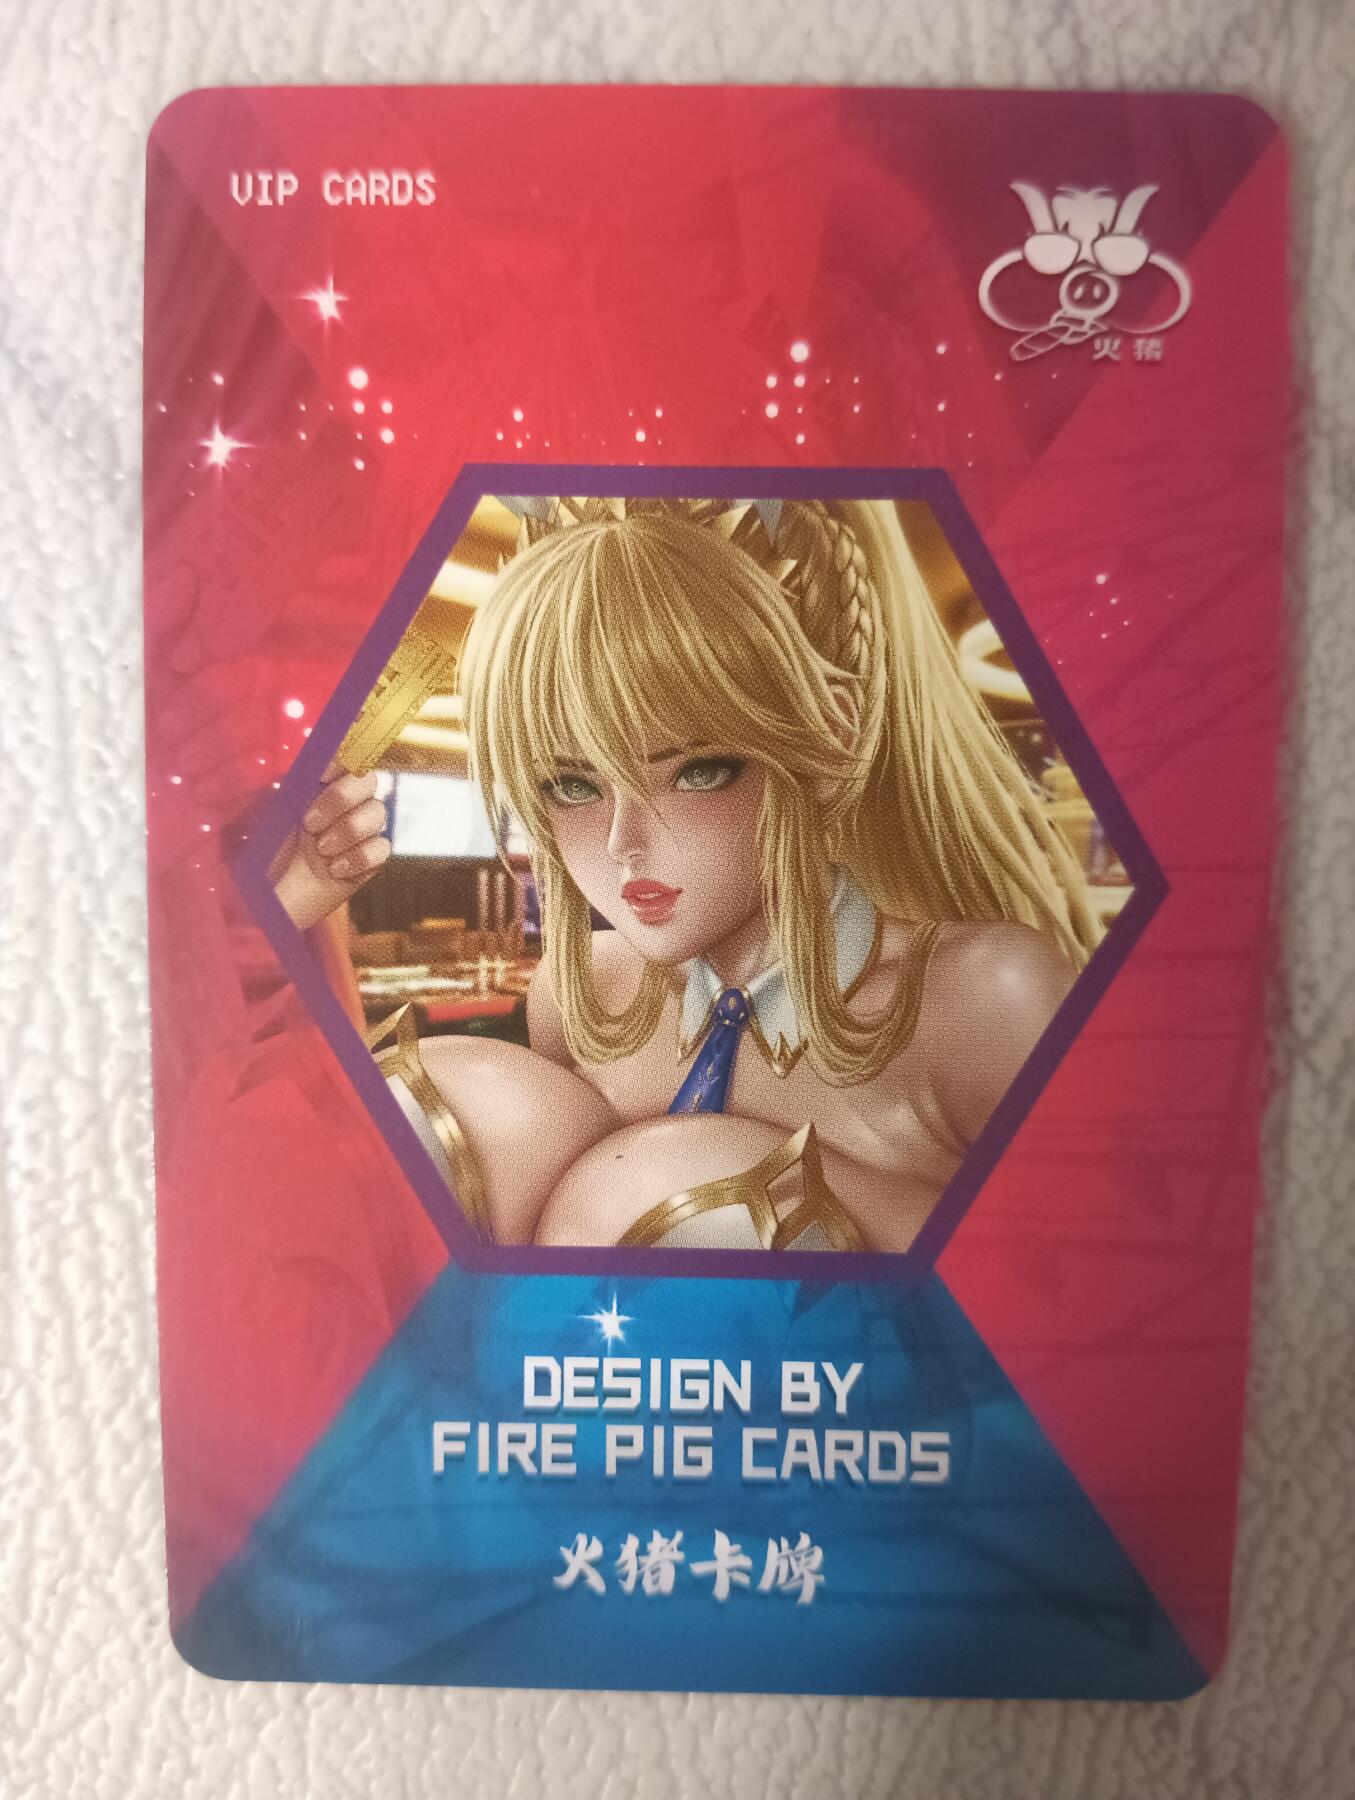 VIP CARDS
火猪
DESIGN BY
FIRE PIG CARDS
火猪卡牌